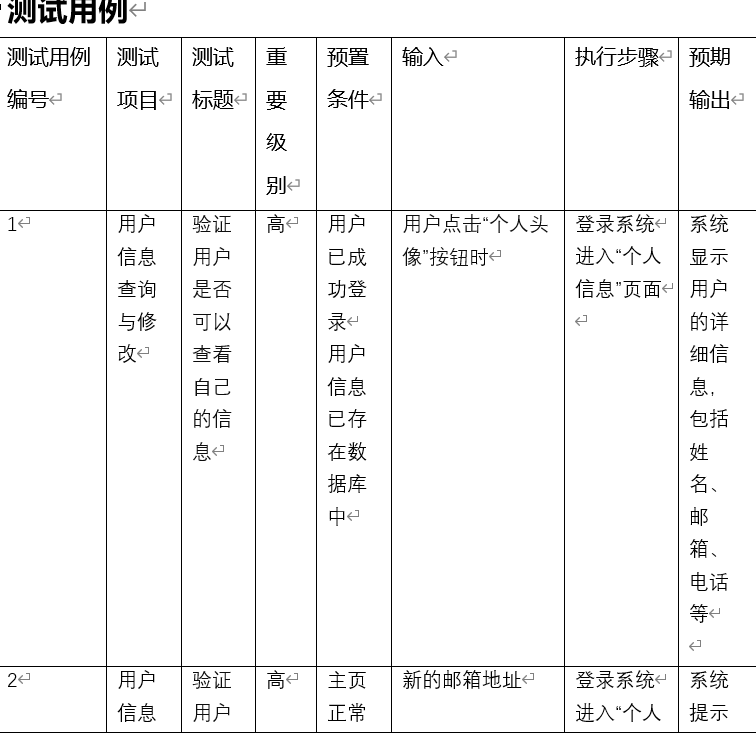 测试用例
测试用例
编号
测试
项目
测试
标题
重
要
级
别
预置
条件
输入
执行步骤
预期
输出
1
用户
信息
查询
与修
改
验证
用户
是否
可以
查看
自己
的信
息
高
用户
已成
功登
录
用户
信息
已存
在数
据库
中
用户点击“个人头
像”按钮时
登录系统
进入“个人
信息”页面
系统
显示
用户
的详
细信
息,
包括
姓
名、
邮
箱、
电话
等
2
用户
信息
验证
用户
高
主页
正常
新的邮箱地址
登录系统
进入“个人
系统
提示